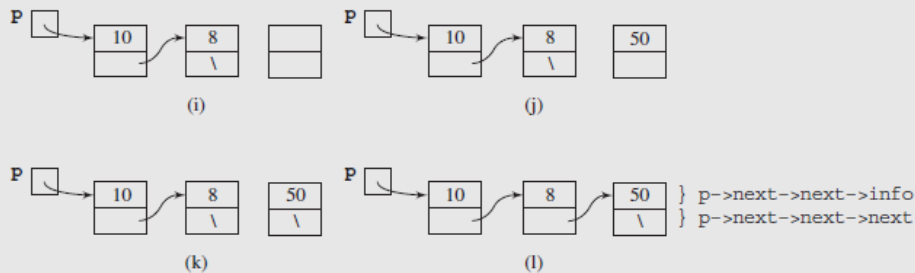 P
10 8
\
(i)
P
10 8 50
\
(j)
P
10 8 50
\ \
(k)
P
10 8 50 } p->next->next->info
\ } p->next->next->next
(l)